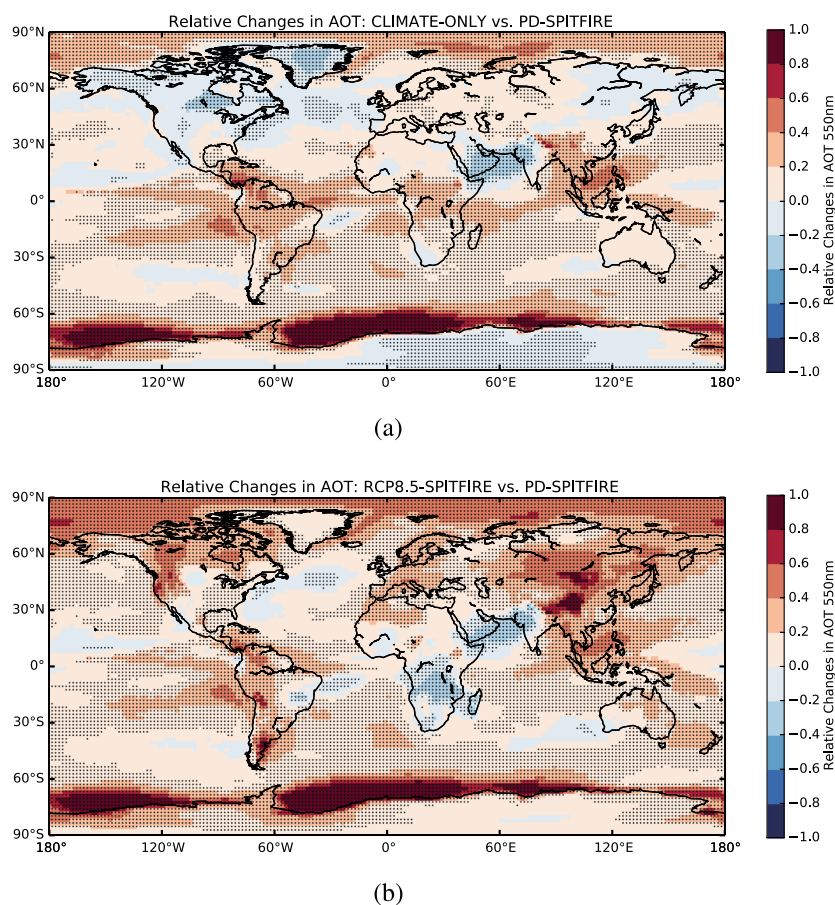 Relative Changes in AOT: CLIMATE-ONLY vs. PD-SPITFIRE
90°N
60°N
30°N
0°
30°S
60°S
90°S
180°
120°W
60°W
0°
60°E
120°E
180°
1.0
0.8
0.6
0.4
0.2
0.0
−0.2
−0.4
−0.6
−0.8
−1.0
Relative Changes in AOT 550nm
(a)
Relative Changes in AOT: RCP8.5-SPITFIRE vs. PD-SPITFIRE
90°N
60°N
30°N
0°
30°S
60°S
90°S
180°
120°W
60°W
0°
60°E
120°E
180°
1.0
0.8
0.6
0.4
0.2
0.0
−0.2
−0.4
−0.6
−0.8
−1.0
Relative Changes in AOT 550nm
(b)